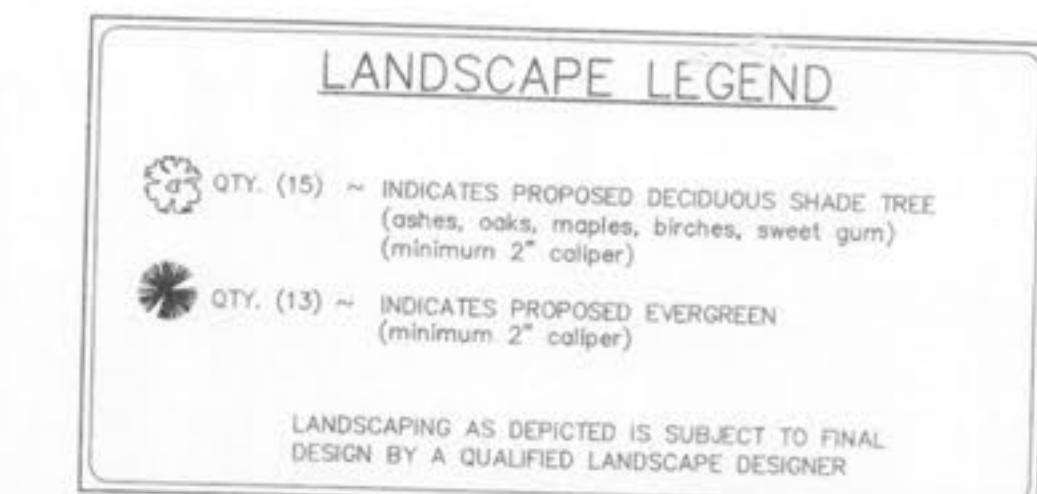 LANDSCAPE LEGEND
QTY. (15) ~ INDICATES PROPOSED DECIDUOUS SHADE TREE
(ashes, oaks, maples, birches, sweet gum)
(minimum 2" caliper)
QTY. (13) ~ INDICATES PROPOSED EVERGREEN
(minimum 2" caliper)
LANDSCAPING AS DEPICTED IS SUBJECT TO FINAL
DESIGN BY A QUALIFIED LANDSCAPE DESIGNER